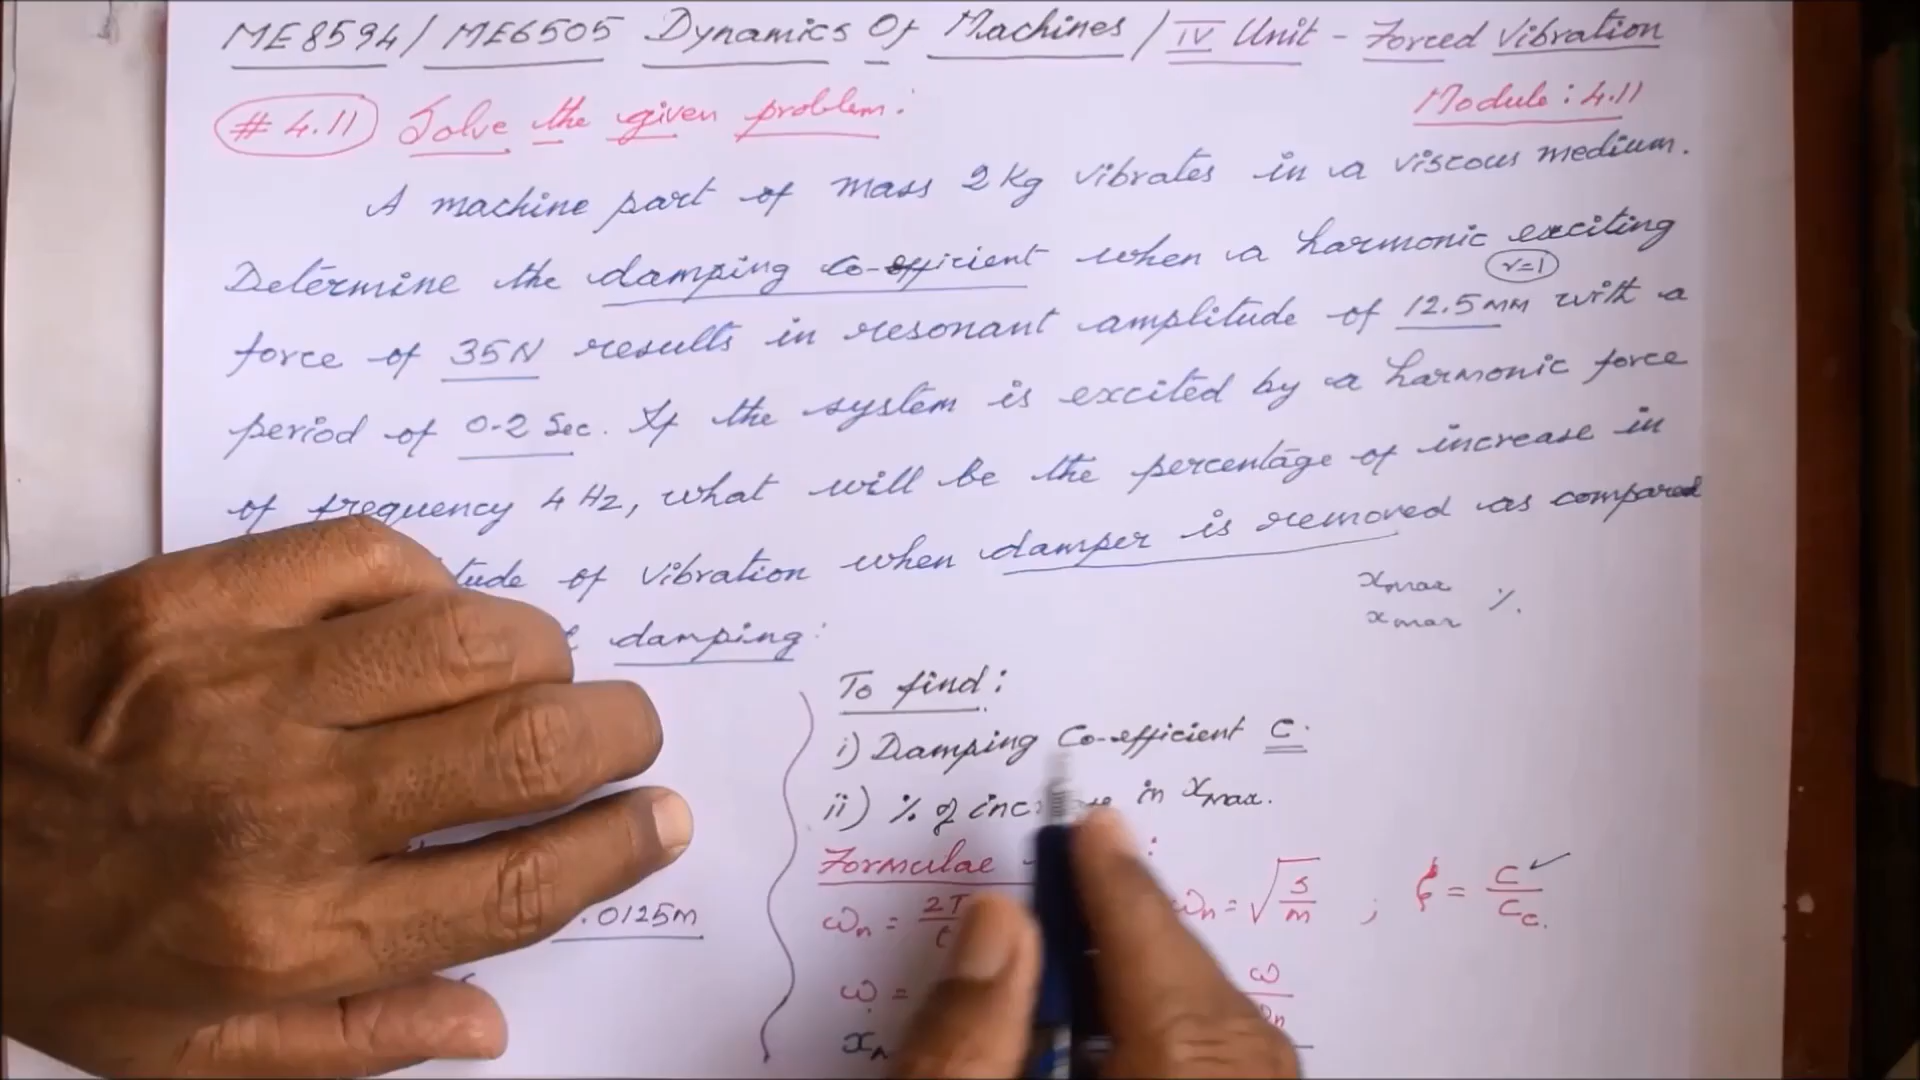 ME8594/ME6505 Dynamics Of Machines / IV Unit - Forced Vibration
#4.11 Solve the given problem:
Module: 4.11
A machine part of mass 2 Kg vibrates in a viscous medium.
Determine the damping co-efficient when a harmonic exciting
r=1
force of 35N results in resonant amplitude of 12.5mm with a
period of 0.2 Sec. If the system is excited by a harmonic force
of frequency 4 Hz, what will be the percentage of increase in
of vibration when damper is removed as compared
xmax
xmax %.
damping:
To find:
i) Damping Co-efficient C.
ii) % of in xmax.
Formulae
.0125m
ωn =
ωn = √s/m ; ξ = C/Cc.
ω =
ω